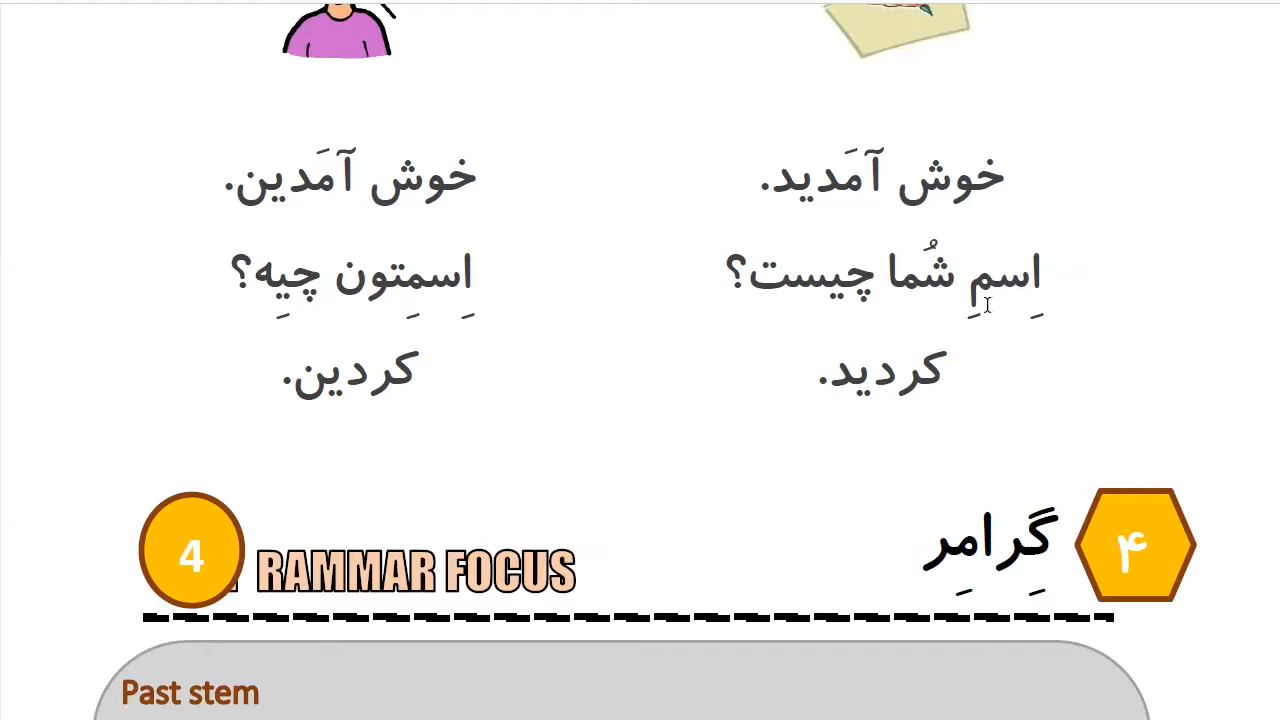 خوش آمَدید.
خوش آمَدین.
اِسمِ شُما چیست؟
اِسمِتون چیِه؟
کردید.
کردین.
۴
گِرامِر
4
RAMMAR FOCUS
Past stem